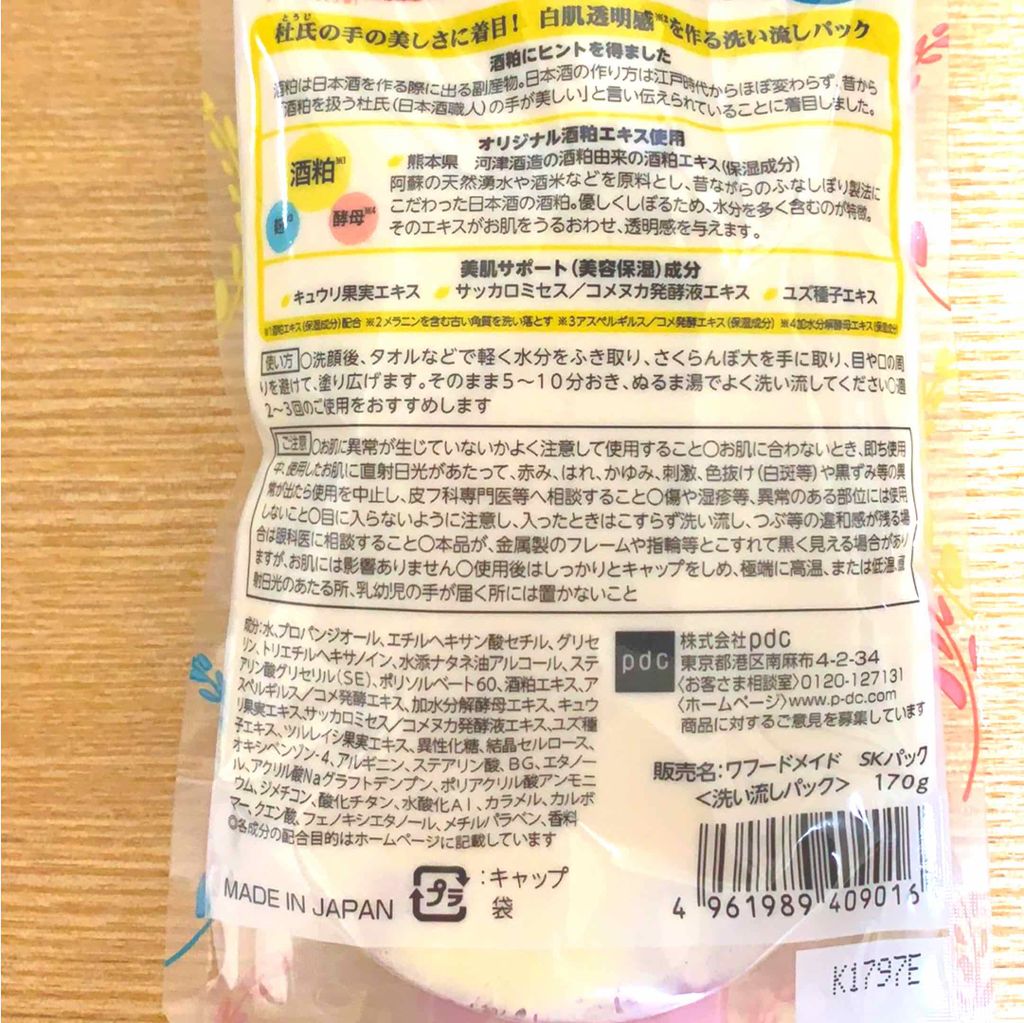 とうじ
杜氏の手の美しさに着目! 白肌透明感※2を作る洗い流しパック
酒粕にヒントを得ました
酒粕は日本酒を作る際に出る副産物。日本酒の作り方は江戸時代からほぼ変わらず、昔から
「酒粕を扱う杜氏(日本酒職人)の手が美しい」と言い伝えられていることに着目しました。
オリジナル酒粕エキス使用
酒粕※1
酵母※4
熊本県 河津酒造の酒粕由来の酒粕エキス(保湿成分)
阿蘇の天然湧水や酒米などを原料とし、昔ながらのふなしぼり製法に
こだわった日本酒の酒粕。優しくしぼるため、水分を多く含むのが特徴。
そのエキスがお肌をうるおわせ、透明感を与えます。
美肌サポート(美容保湿)成分
キュウリ果実エキス サッカロミセス/コメヌカ発酵液エキス ユズ種子エキス
※1酒粕エキス(保湿成分)配合 ※2メラニンを含む古い角質を洗い落とす ※3アスペルギルス/コメ発酵エキス(保湿成分) ※4加水分解酵母エキス(保湿成分)
使い方 〇洗顔後、タオルなどで軽く水分をふき取り、さくらんぼ大を手に取り、目や口の周
りを避けて、塗り広げます。そのまま5~10分おき、ぬるま湯でよく洗い流してください〇週
2~3回のご使用をおすすめします
ご注意 〇お肌に異常が生じていないかよく注意して使用すること〇お肌に合わないとき、即ち使用
中、使用したお肌に直射日光があたって、赤み、はれ、かゆみ、刺激、色抜け(白斑等)や黒ずみ等の異
常が出たら使用を中止し、皮フ科専門医等へ相談すること〇傷や湿疹等、異常のある部位には使用
しないこと〇目に入らないように注意し、入ったときはこすらず洗い流し、つぶ等の違和感が残る場
合は眼科医に相談すること〇本品が、金属製のフレームや指輪等とこすれて黒く見える場合があり
ますが、お肌には影響ありません〇使用後はしっかりとキャップをしめ、極端に高温、または低温、直
射日光のあたる所、乳幼児の手が届く所には置かないこと
成分:水、プロパンジオール、エチルヘキサン酸セチル、グリセ
リン、トリエチルヘキサノイン、水添ナタネ油アルコール、ステ
アリン酸グリセリル(SE)、ポリソルベート60、酒粕エキス、ア
スペルギルス/コメ発酵エキス、加水分解酵母エキス、キュウ
リ果実エキス、サッカロミセス/コメヌカ発酵液エキス、ユズ種
子エキス、ツルレイシ果実エキス、異性化糖、結晶セルロース、
オキシベンゾン-4、アルギニン、ステアリン酸、BG、エタノー
ル、アクリル酸Naグラフトデンプン、ポリアクリル酸アンモニ
ウム、ジメチコン、酸化チタン、水酸化Al、カラメル、カルボ
マー、クエン酸、フェノキシエタノール、メチルパラベン、香料
◎各成分の配合目的はホームページに記載しています
pdc
株式会社pdc
東京都港区南麻布4-2-34
〈お客さま相談室〉0120-127131
〈ホームページ〉www.p-dc.com
商品に対するご意見を募集しています
販売名:ワフードメイド SKパック
<洗い流しパック> 170g
MADE IN JAPAN
プラ
:キャップ
袋
4 961989 409016
K1797E